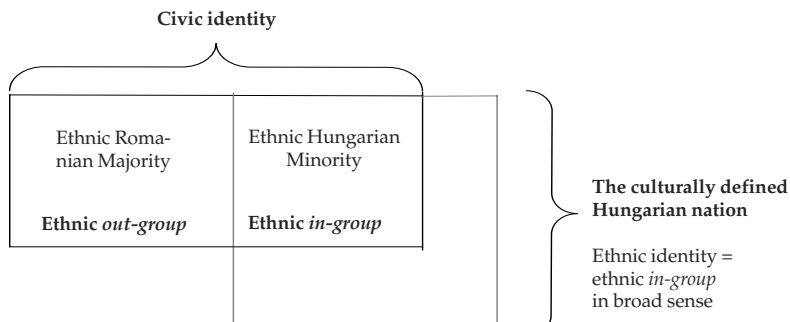 Civic identity
Ethnic Roma-
nian Majority
Ethnic out-group
Ethnic Hungarian
Minority
Ethnic in-group
The culturally defined
Hungarian nation
Ethnic identity =
ethnic in-group
in broad sense